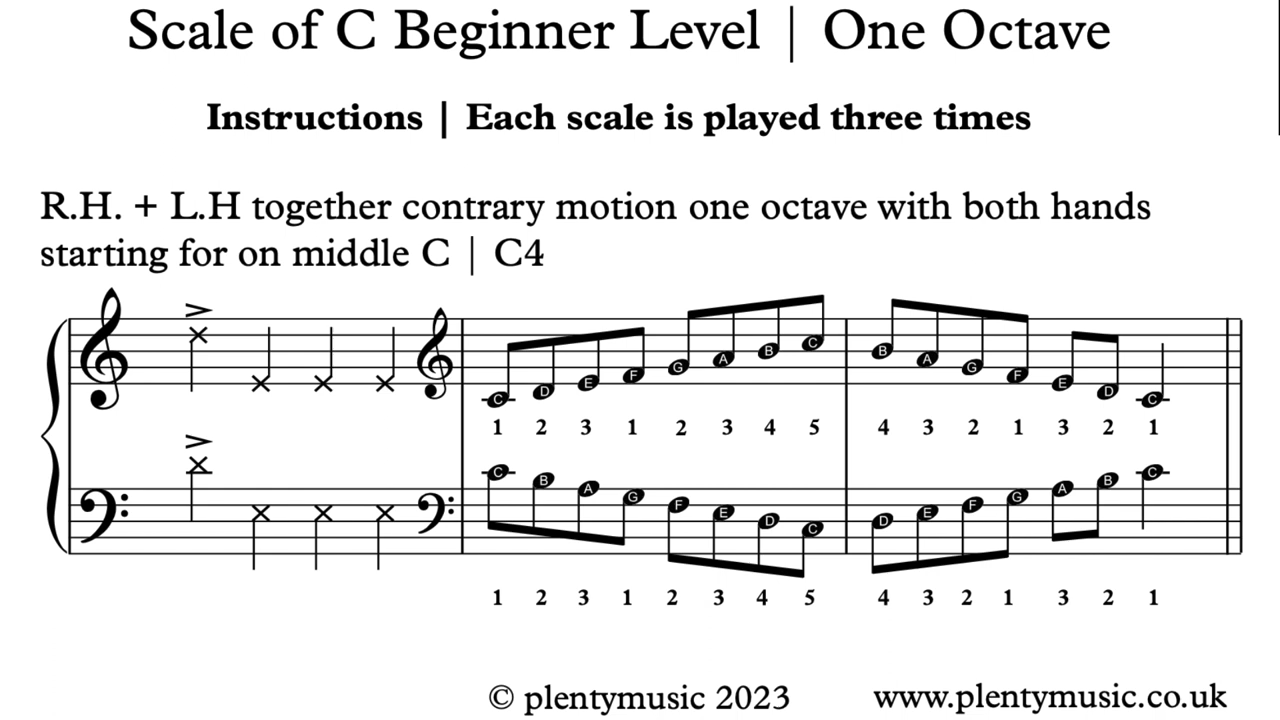 Scale of C Beginner Level | One Octave
Instructions | Each scale is played three times
R.H. + L.H together contrary motion one octave with both hands
starting for on middle C | C4
C D E F G A B C B A G F E D C
1 2 3 1 2 3 4 5 4 3 2 1 3 2 1
C B A G F E D C D E F G A B C
1 2 3 1 2 3 4 5 4 3 2 1 3 2 1
© plentymusic 2023 www.plentymusic.co.uk